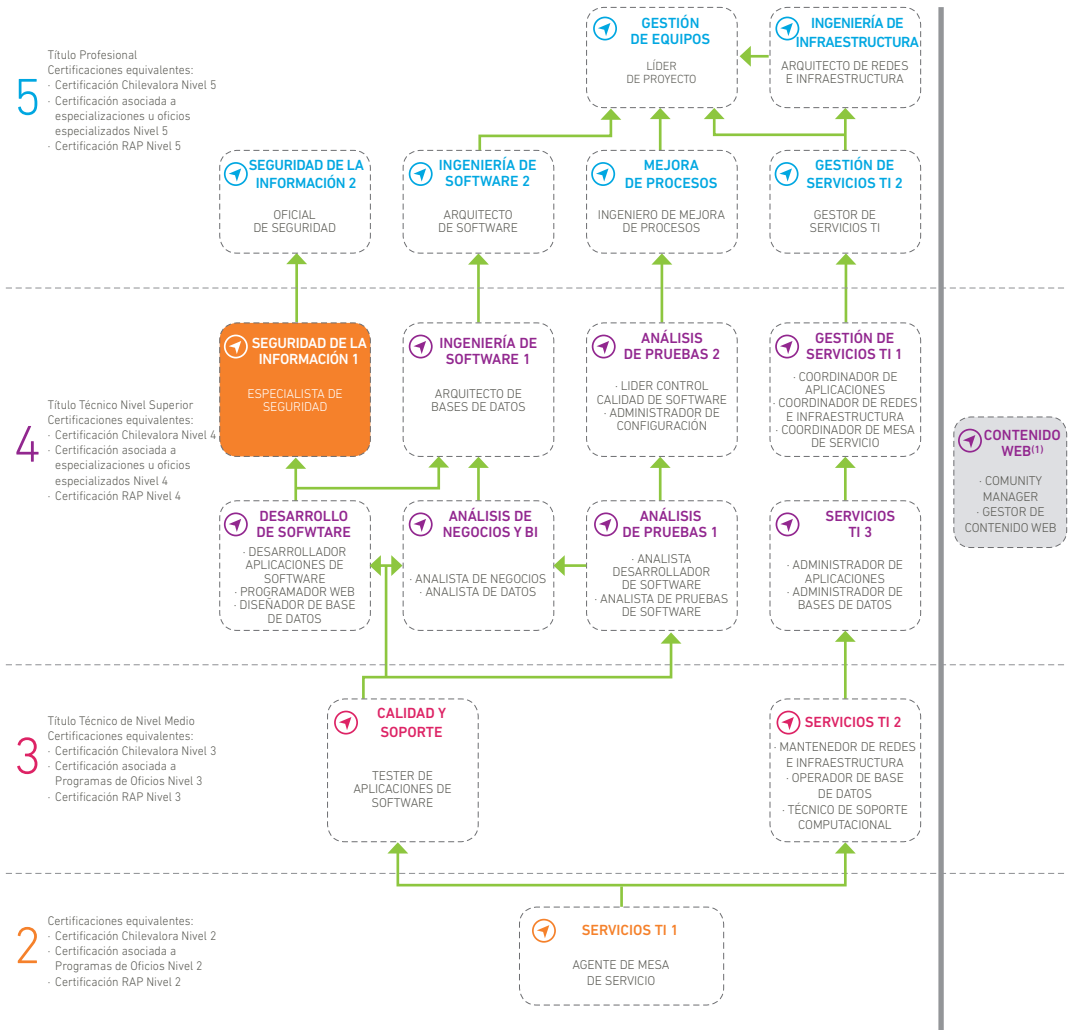 5
Título Profesional
Certificaciones equivalentes:
· Certificación Chilevalora Nivel 5
· Certificación asociada a
especializaciones u oficios
especializados Nivel 5
· Certificación RAP Nivel 5
GESTIÓN
DE EQUIPOS
LÍDER
DE PROYECTO
INGENIERÍA DE
INFRAESTRUCTURA
ARQUITECTO DE REDES
E INFRAESTRUCTURA
SEGURIDAD DE LA
INFORMACIÓN 2
OFICIAL
DE SEGURIDAD
INGENIERÍA DE
SOFTWARE 2
ARQUITECTO
DE SOFTWARE
MEJORA
DE PROCESOS
INGENIERO DE MEJORA
DE PROCESOS
GESTIÓN DE
SERVICIOS TI 2
GESTOR DE
SERVICIOS TI
4
Título Técnico Nivel Superior
Certificaciones equivalentes:
· Certificación Chilevalora Nivel 4
· Certificación asociada a
especializaciones u oficios
especializados Nivel 4
· Certificación RAP Nivel 4
SEGURIDAD DE LA
INFORMACIÓN 1
ESPECIALISTA DE
SEGURIDAD
INGENIERÍA DE
SOFTWARE 1
ARQUITECTO DE
BASES DE DATOS
ANÁLISIS
DE PRUEBAS 2
· LIDER CONTROL
CALIDAD DE SOFTWARE
· ADMINISTRADOR DE
CONFIGURACIÓN
GESTIÓN DE
SERVICIOS TI 1
· COORDINADOR DE
APLICACIONES
· COORDINADOR DE REDES
E INFRAESTRUCTURA
· COORDINADOR DE MESA
DE SERVICIO
CONTENIDO
WEB(1)
· COMUNITY
MANAGER
· GESTOR DE
CONTENIDO WEB
DESARROLLO
DE SOFWTARE
· DESARROLLADOR
APLICACIONES DE
SOFTWARE
· PROGRAMADOR WEB
· DISEÑADOR DE BASE
DE DATOS
ANÁLISIS DE
NEGOCIOS Y BI
· ANALISTA DE NEGOCIOS
· ANALISTA DE DATOS
ANÁLISIS
DE PRUEBAS 1
· ANALISTA
DESARROLLADOR
DE SOFTWARE
· ANALISTA DE PRUEBAS
DE SOFTWARE
SERVICIOS
TI 3
· ADMINISTRADOR DE
APLICACIONES
· ADMINISTRADOR DE
BASES DE DATOS
3
Título Técnico de Nivel Medio
Certificaciones equivalentes:
· Certificación Chilevalora Nivel 3
· Certificación asociada a
Programas de Oficios Nivel 3
· Certificación RAP Nivel 3
CALIDAD Y
SOPORTE
TESTER DE
APLICACIONES DE
SOFTWARE
SERVICIOS TI 2
· MANTENEDOR DE REDES
E INFRAESTRUCTURA
· OPERADOR DE BASE
DE DATOS
· TÉCNICO DE SOPORTE
COMPUTACIONAL
2
Certificaciones equivalentes:
· Certificación Chilevalora Nivel 2
· Certificación asociada a
Programas de Oficios Nivel 2
· Certificación RAP Nivel 2
SERVICIOS TI 1
AGENTE DE MESA
DE SERVICIO